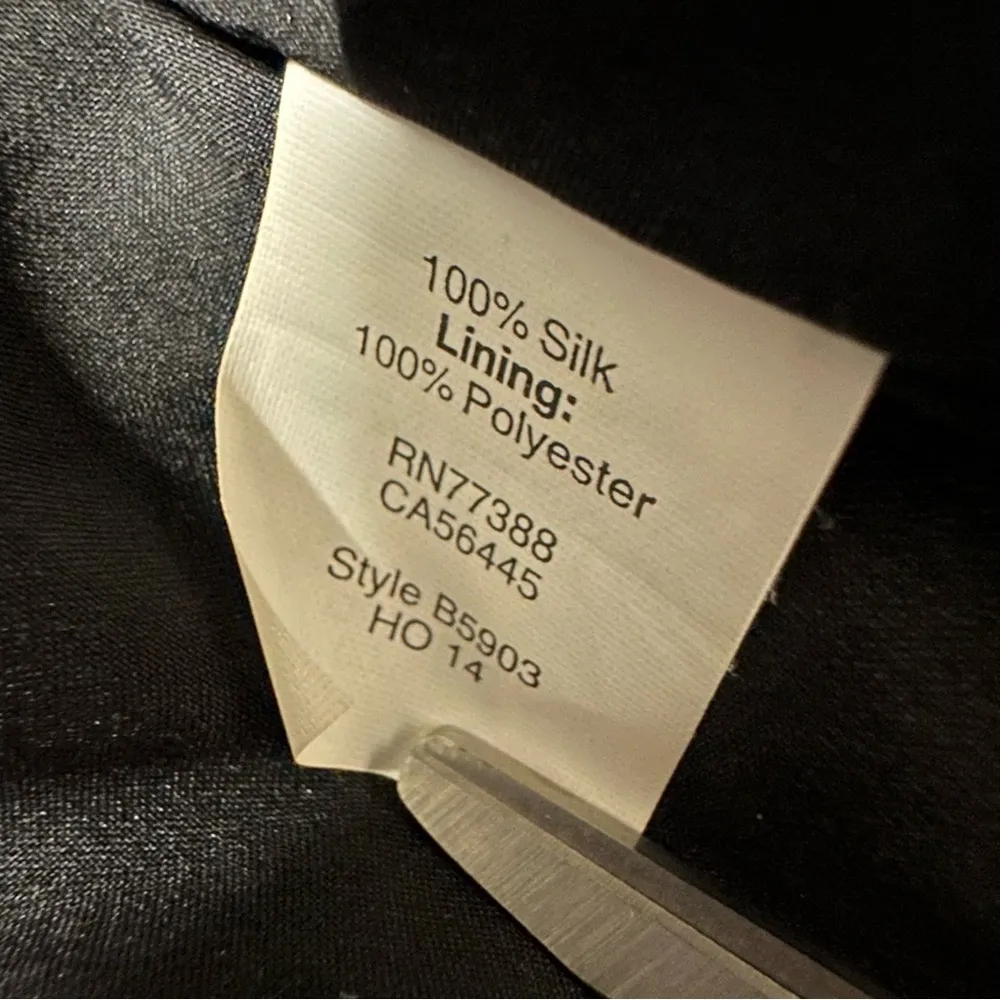 100% Silk
Lining:
100% Polyester
RN77388
CA56445
Style B5903
HO 14